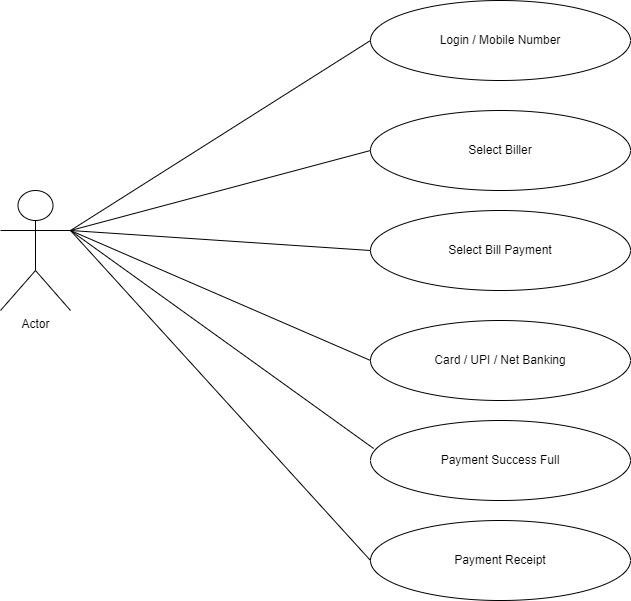 Login / Mobile Number
Select Biller
Select Bill Payment
Actor
Card / UPI / Net Banking
Payment Success Full
Payment Receipt